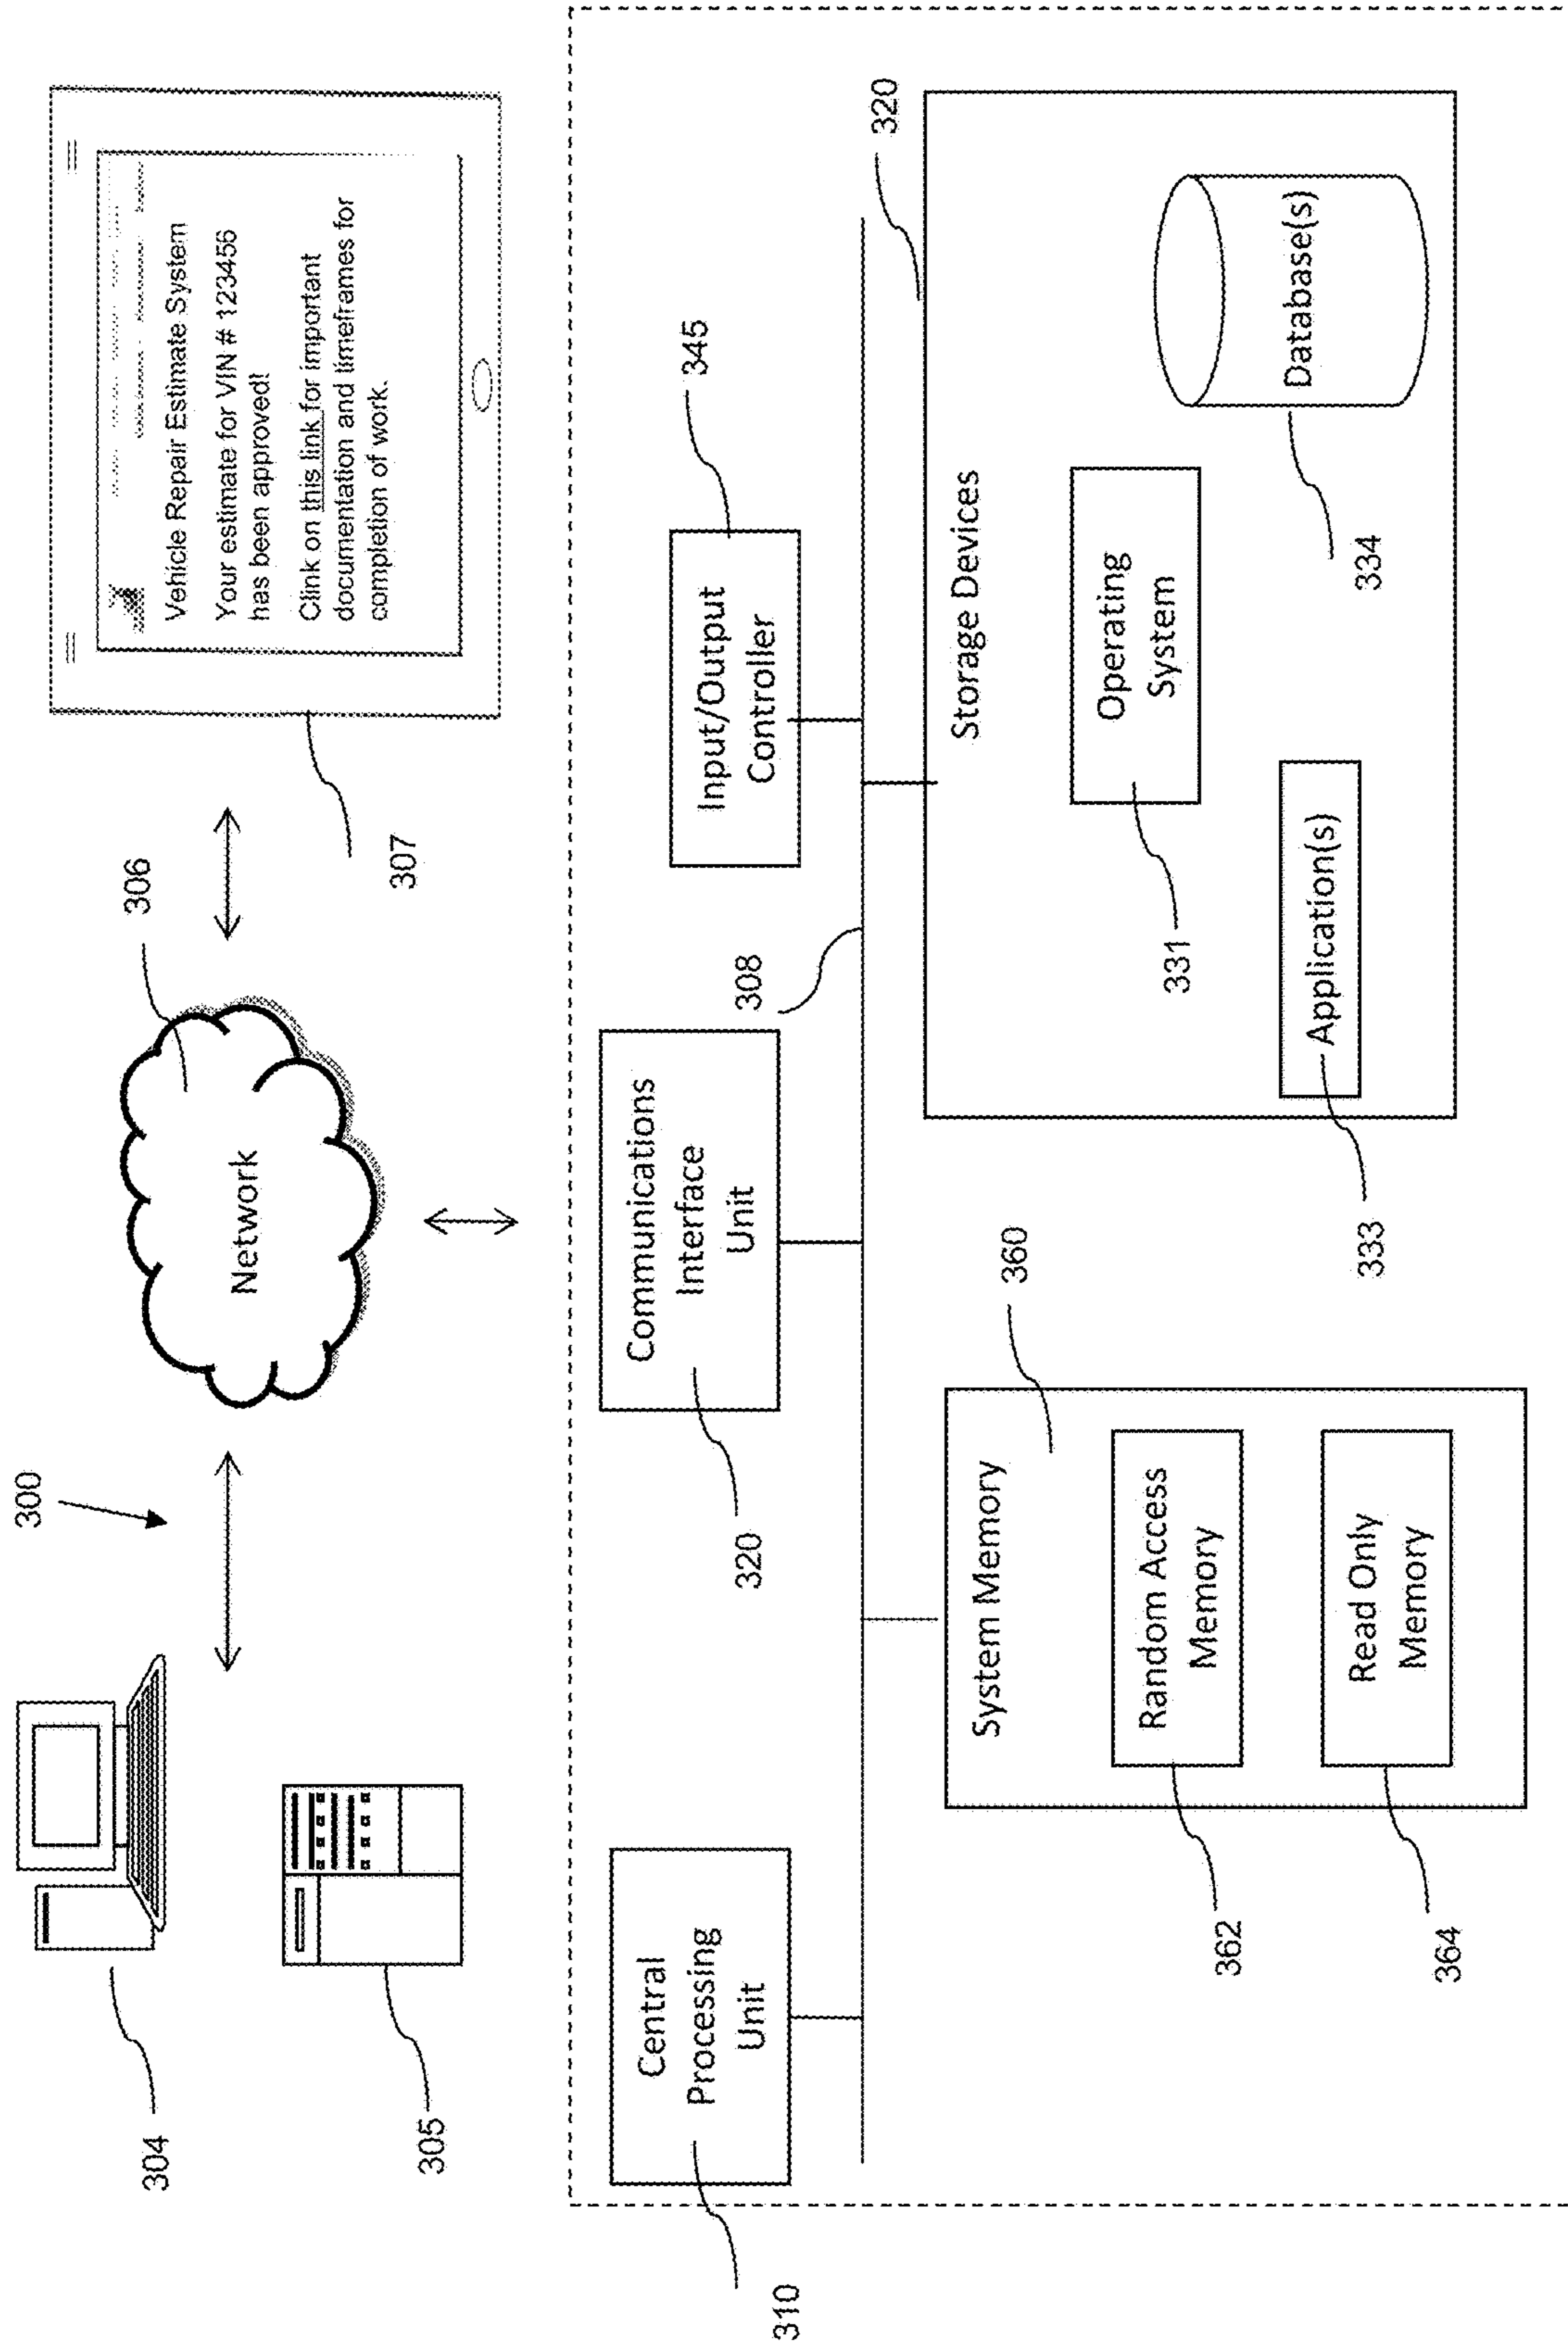 300
304
305
306
Network
307
Vehicle Repair Estimate System
Your estimate for VIN # 123456
has been approved!
Clink on this link for important
documentation and timeframes for
completion of work.
310
Central
Processing
Unit
320
Communications
Interface
Unit
308
345
Input/Output
Controller
360
System Memory
362
Random Access
Memory
364
Read Only
Memory
320
Storage Devices
331
Operating
System
333
Application(s)
334
Database(s)